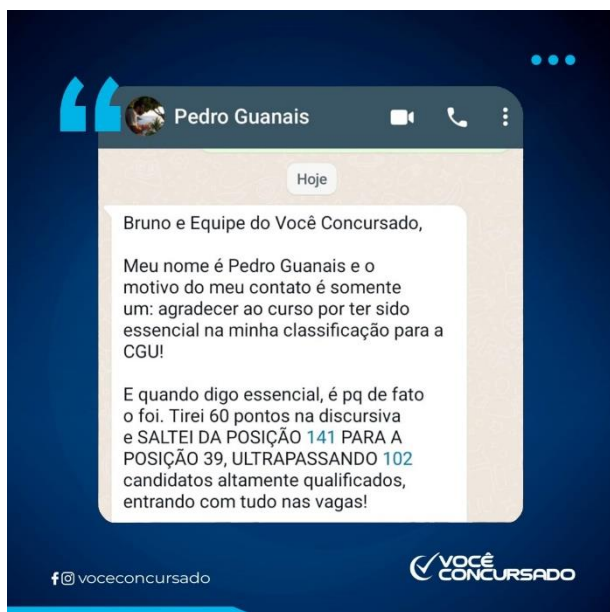 Pedro Guanais
Hoje
Bruno e Equipe do Você Concursado,
Meu nome é Pedro Guanais e o
motivo do meu contato é somente
um: agradecer ao curso por ter sido
essencial na minha classificação para a
CGU!
E quando digo essencial, é pq de fato
o foi. Tirei 60 pontos na discursiva
e SALTEI DA POSIÇÃO 141 PARA A
POSIÇÃO 39, ULTRAPASSANDO 102
candidatos altamente qualificados,
entrando com tudo nas vagas!
voceconcursado
VOCÊ
CONCURSADO